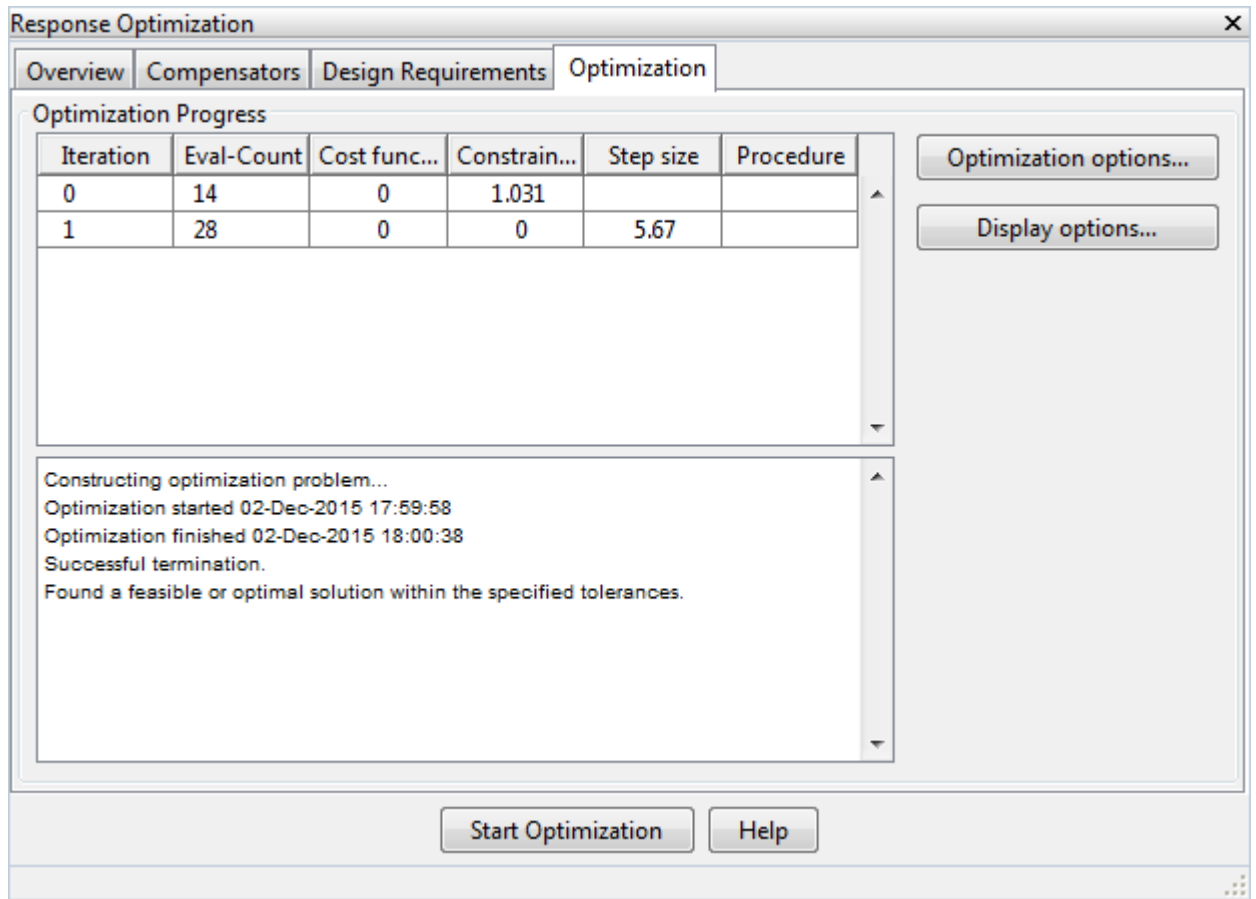 Response Optimization
Overview Compensators Design Requirements Optimization
Optimization Progress
Iteration Eval-Count Cost func... Constrain... Step size Procedure
0 14 0 1.031
1 28 0 0 5.67
Optimization options...
Display options...
Constructing optimization problem...
Optimization started 02-Dec-2015 17:59:58
Optimization finished 02-Dec-2015 18:00:38
Successful termination.
Found a feasible or optimal solution within the specified tolerances.
Start Optimization Help